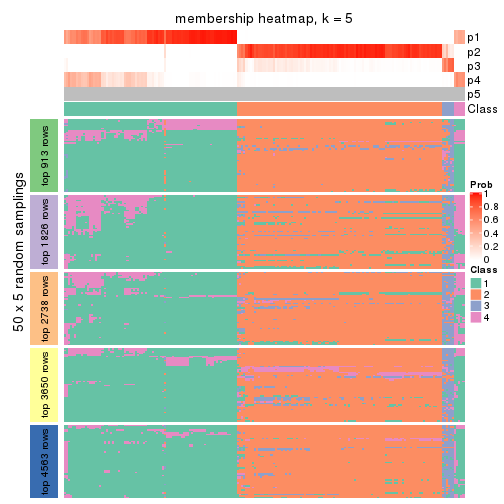 membership heatmap, k = 5
p1
p2
p3
p4
p5
Class
50 x 5 random samplings
top 913 rows
top 1826 rows
top 2738 rows
top 3650 rows
top 4563 rows
Prob
1
0.8
0.6
0.4
0.2
0
Class
1
2
3
4